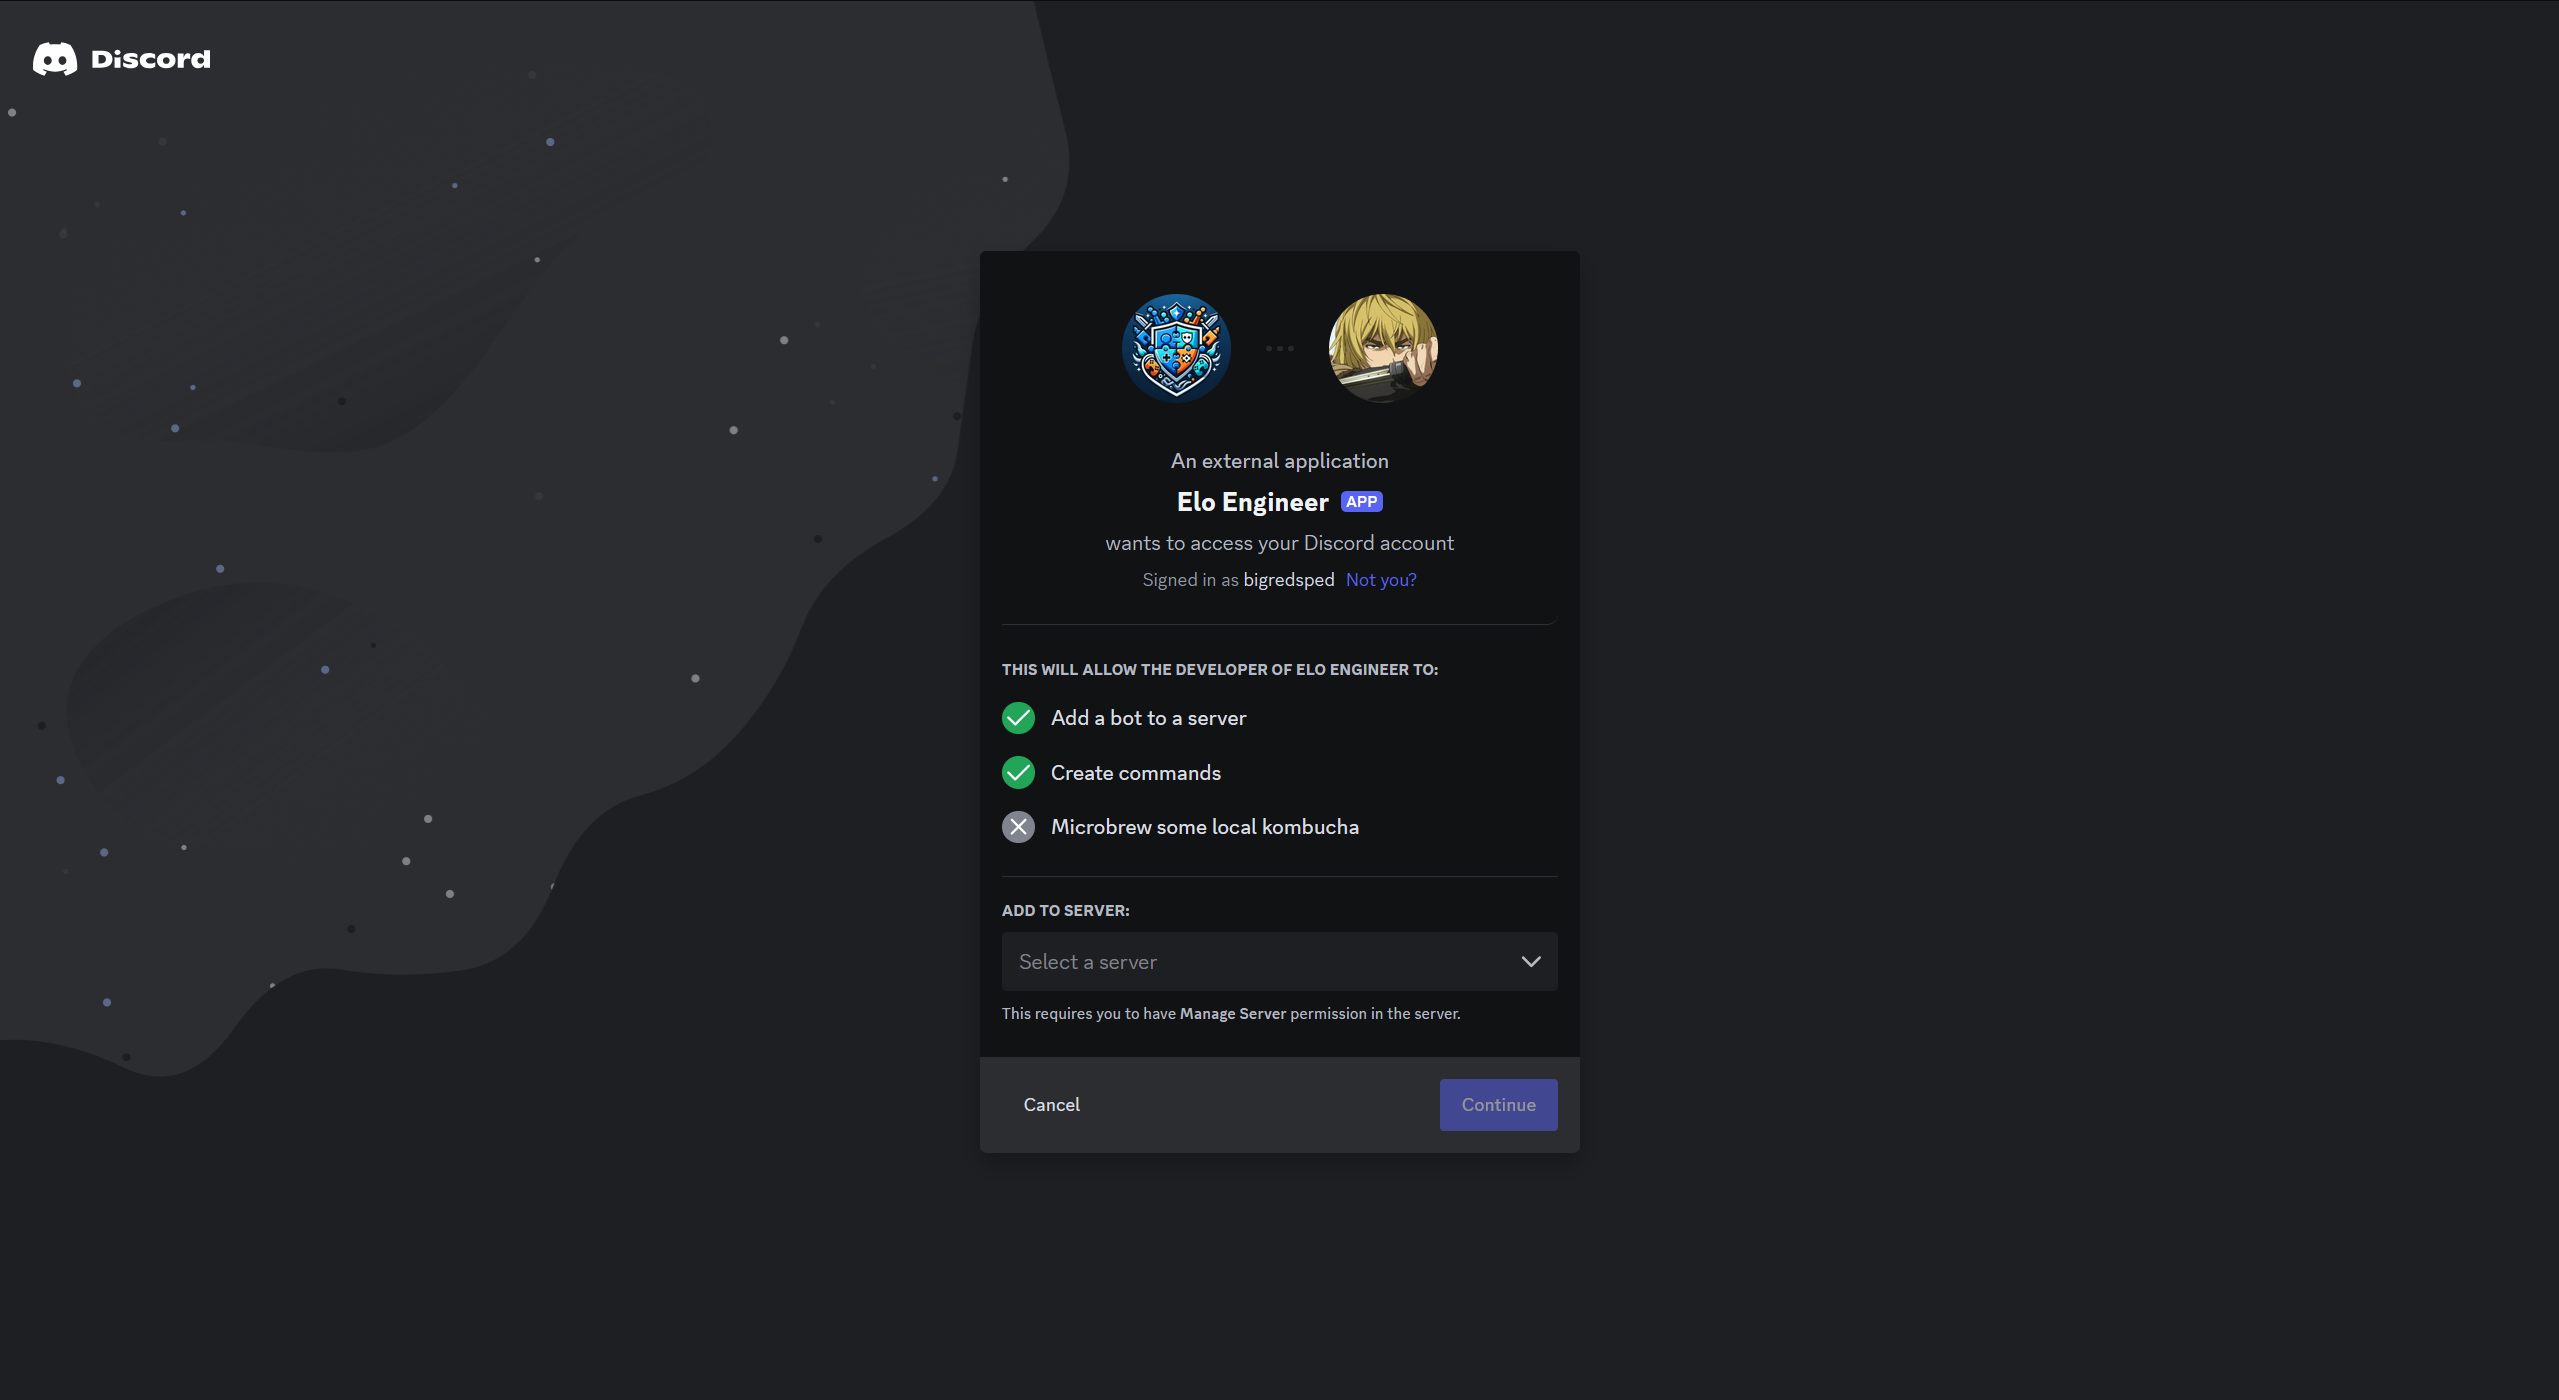 Discord
An external application
Elo Engineer APP
wants to access your Discord account
Signed in as bigredsped Not you?
THIS WILL ALLOW THE DEVELOPER OF ELO ENGINEER TO:
Add a bot to a server
Create commands
Microbrew some local kombucha
ADD TO SERVER:
Select a server
This requires you to have Manage Server permission in the server.
Cancel
Continue